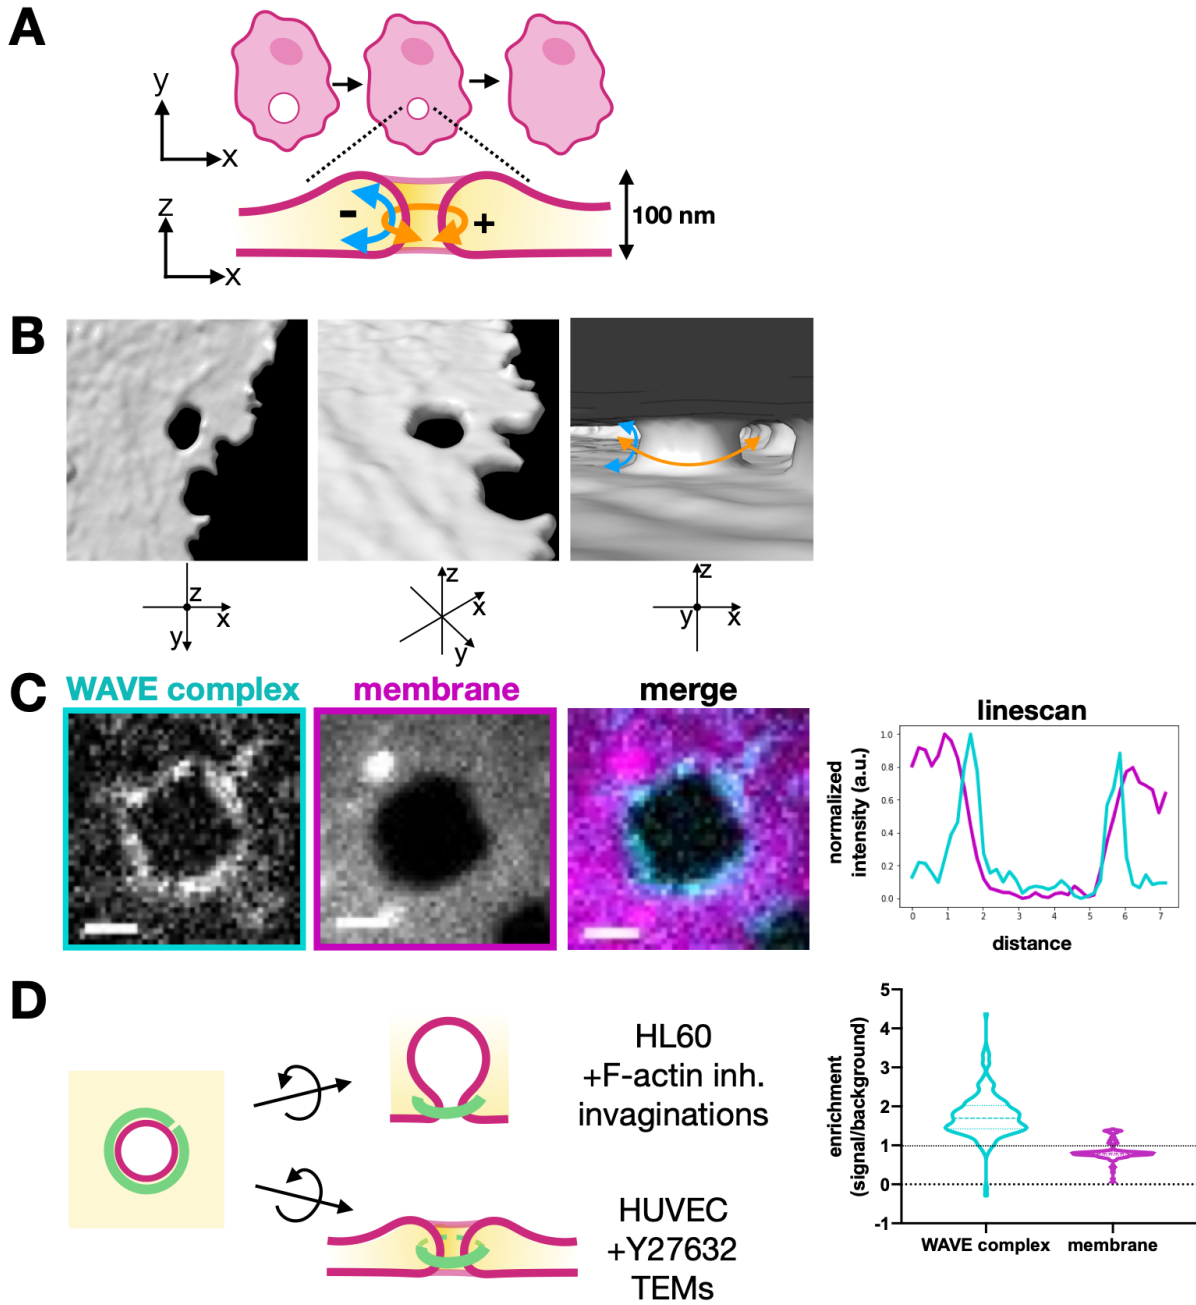 A
y
x
z
x
-
+
100 nm
B
z
x
y
z
x
y
z
y
x
C
WAVE complex
membrane
merge
linescan
normalized
intensity (a.u.)
1.0
0.8
0.6
0.4
0.2
0.0
0 1 2 3 4 5 6 7
distance
D
HL60
+F-actin inh.
invaginations
HUVEC
+Y27632
TEMs
enrichment
(signal/background)
5
4
3
2
1
0
-1
WAVE complex membrane